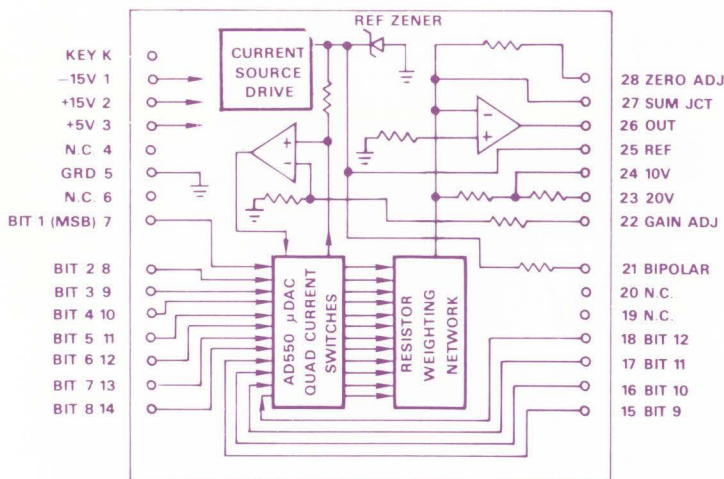 REF ZENER
CURRENT
SOURCE
DRIVE
KEY K
−15V 1
+15V 2
+5V 3
N.C. 4
GRD 5
N.C. 6
BIT 1 (MSB) 7
BIT 2 8
BIT 3 9
BIT 4 10
BIT 5 11
BIT 6 12
BIT 7 13
BIT 8 14
+
−
−
+
AD550 µDAC
QUAD CURRENT
SWITCHES
RESISTOR
WEIGHTING
NETWORK
28 ZERO ADJ
27 SUM JCT
26 OUT
25 REF
24 10V
23 20V
22 GAIN ADJ
21 BIPOLAR
20 N.C.
19 N.C.
18 BIT 12
17 BIT 11
16 BIT 10
15 BIT 9